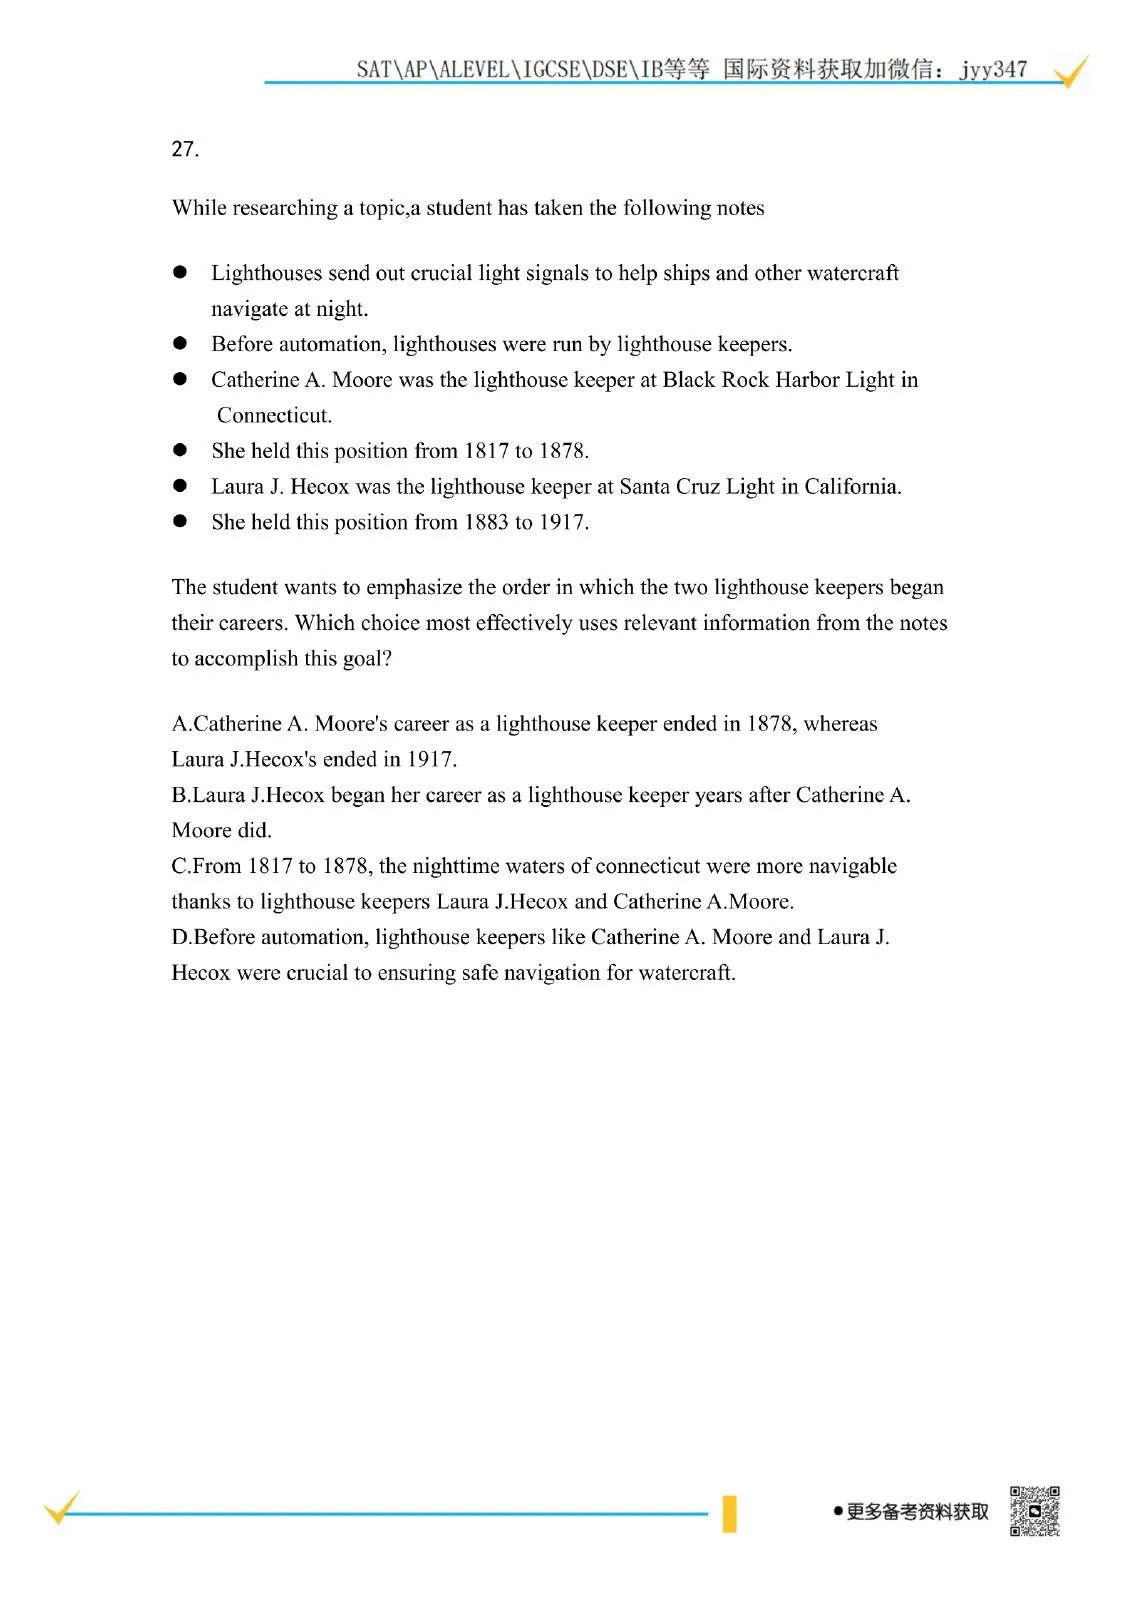 SAT\AP\ALEVEL\IGCSE\DSE\IB等等 国际资料获取加微信：jyy347
27.
While researching a topic,a student has taken the following notes
● Lighthouses send out crucial light signals to help ships and other watercraft
navigate at night.
● Before automation, lighthouses were run by lighthouse keepers.
● Catherine A. Moore was the lighthouse keeper at Black Rock Harbor Light in
Connecticut.
● She held this position from 1817 to 1878.
● Laura J. Hecox was the lighthouse keeper at Santa Cruz Light in California.
● She held this position from 1883 to 1917.
The student wants to emphasize the order in which the two lighthouse keepers began
their careers. Which choice most effectively uses relevant information from the notes
to accomplish this goal?
A.Catherine A. Moore's career as a lighthouse keeper ended in 1878, whereas
Laura J.Hecox's ended in 1917.
B.Laura J.Hecox began her career as a lighthouse keeper years after Catherine A.
Moore did.
C.From 1817 to 1878, the nighttime waters of connecticut were more navigable
thanks to lighthouse keepers Laura J.Hecox and Catherine A.Moore.
D.Before automation, lighthouse keepers like Catherine A. Moore and Laura J.
Hecox were crucial to ensuring safe navigation for watercraft.
●更多备考资料获取